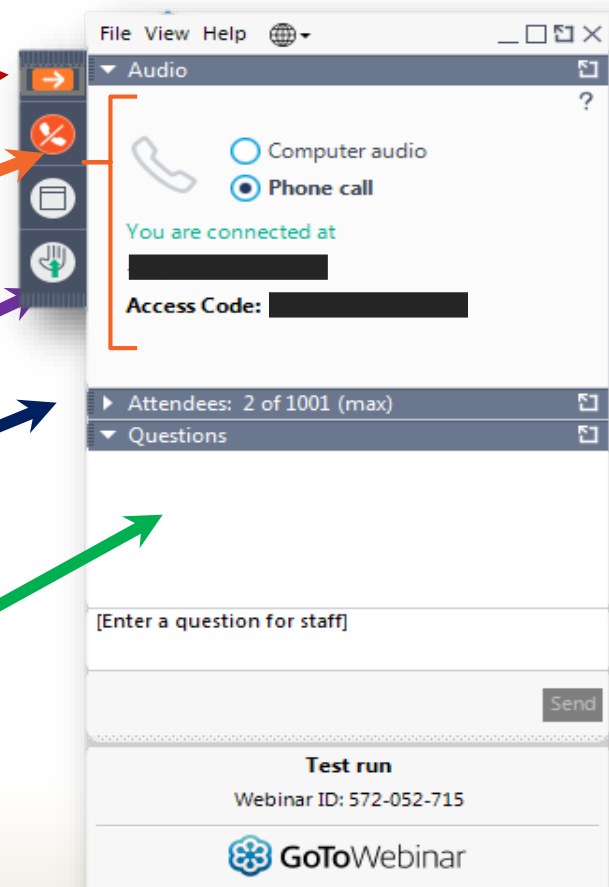 File View Help
Audio
?
Computer audio
Phone call
You are connected at
Access Code:
Attendees: 2 of 1001 (max)
Questions
[Enter a question for staff]
Send
Test run
Webinar ID: 572-052-715
GoToWebinar